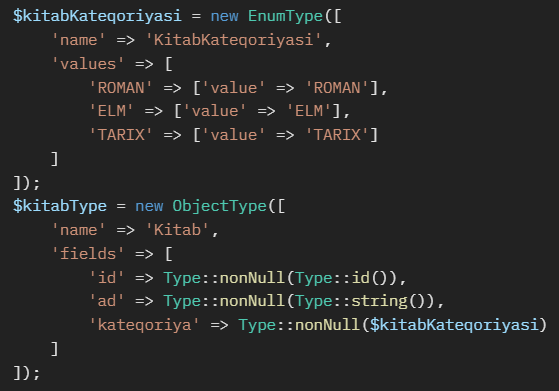 $kitabKateqoriyasi = new EnumType([
    'name' => 'KitabKateqoriyasi',
    'values' => [
        'ROMAN' => ['value' => 'ROMAN'],
        'ELM' => ['value' => 'ELM'],
        'TARIX' => ['value' => 'TARIX']
    ]
]);
$kitabType = new ObjectType([
    'name' => 'Kitab',
    'fields' => [
        'id' => Type::nonNull(Type::id()),
        'ad' => Type::nonNull(Type::string()),
        'kateqoriya' => Type::nonNull($kitabKateqoriyasi)
    ]
]);